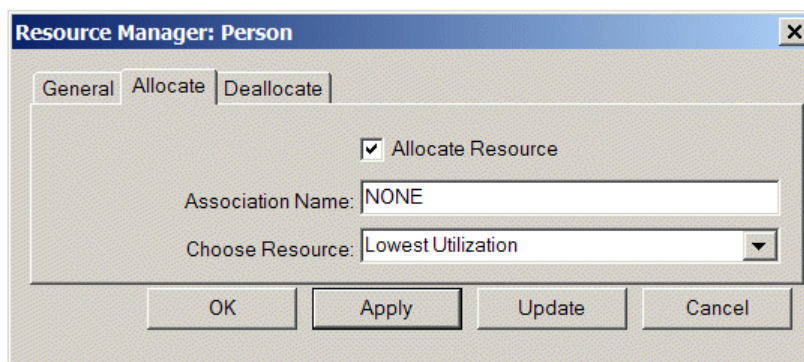 Resource Manager: Person
General Allocate Deallocate
Allocate Resource
Association Name: NONE
Choose Resource: Lowest Utilization
OK Apply Update Cancel